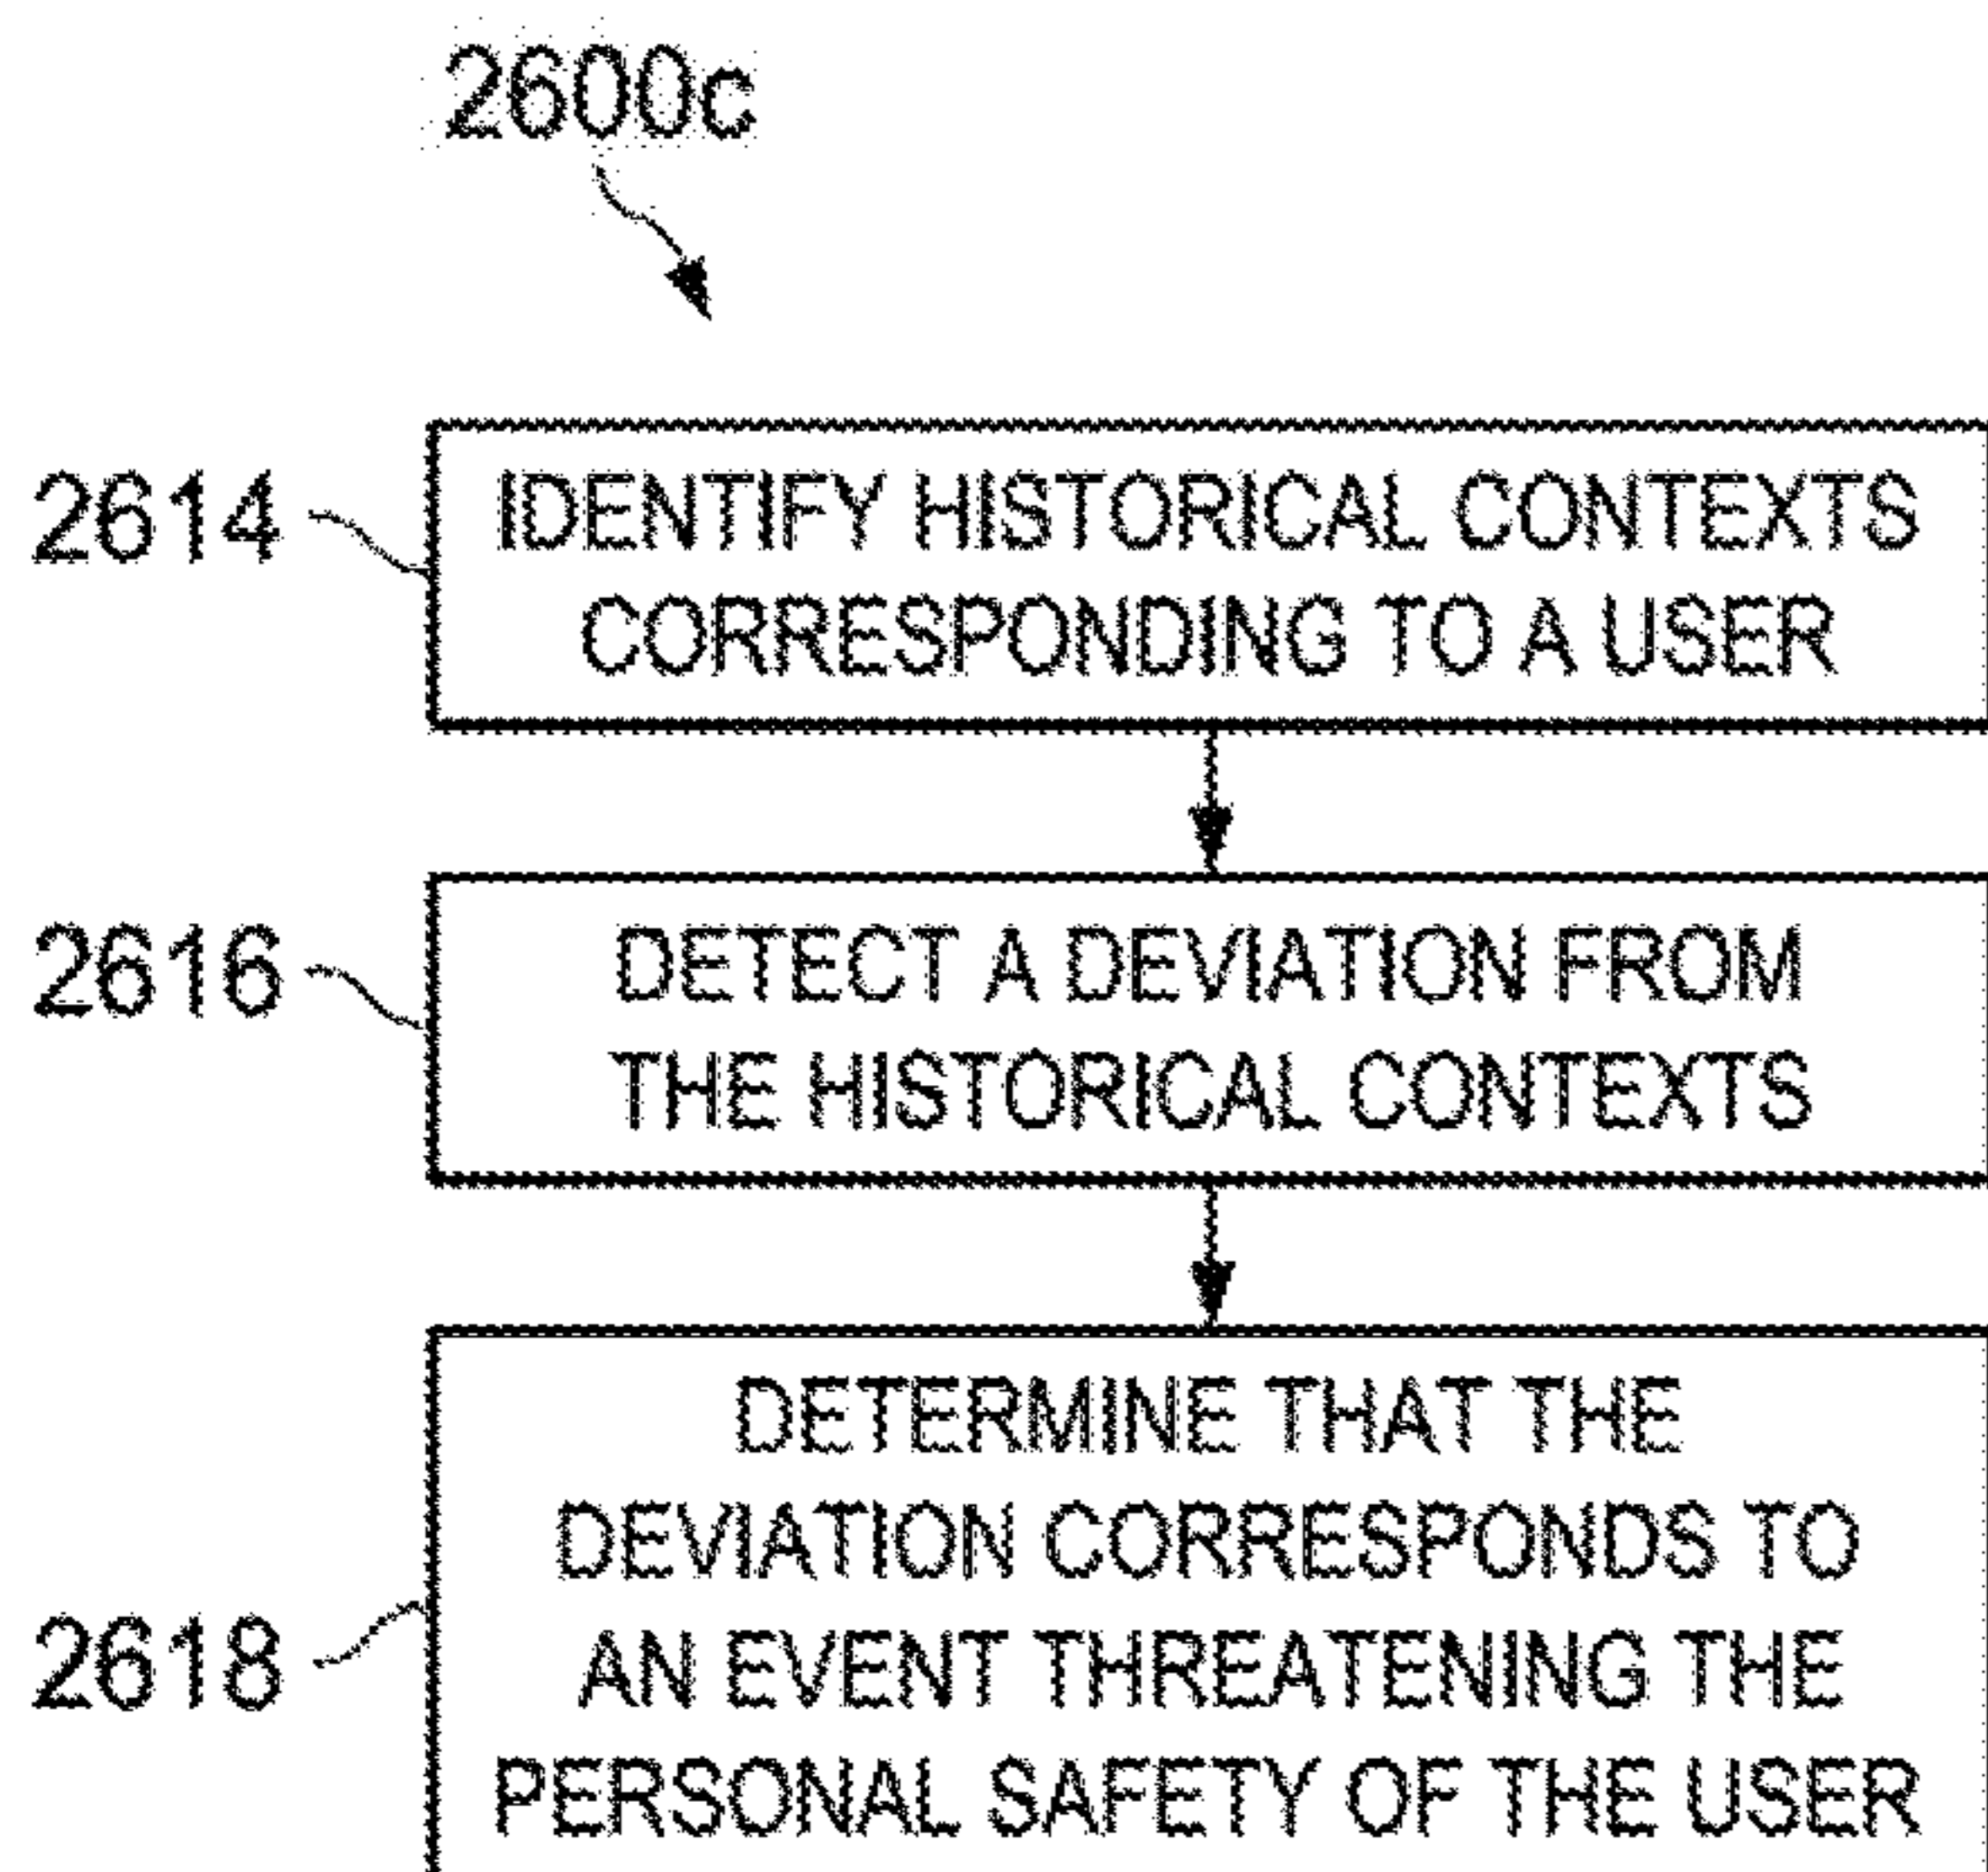 2600c
2614
IDENTIFY HISTORICAL CONTEXTS
CORRESPONDING TO A USER
2616
DETECT A DEVIATION FROM
THE HISTORICAL CONTEXTS
2618
DETERMINE THAT THE
DEVIATION CORRESPONDS TO
AN EVENT THREATENING THE
PERSONAL SAFETY OF THE USER